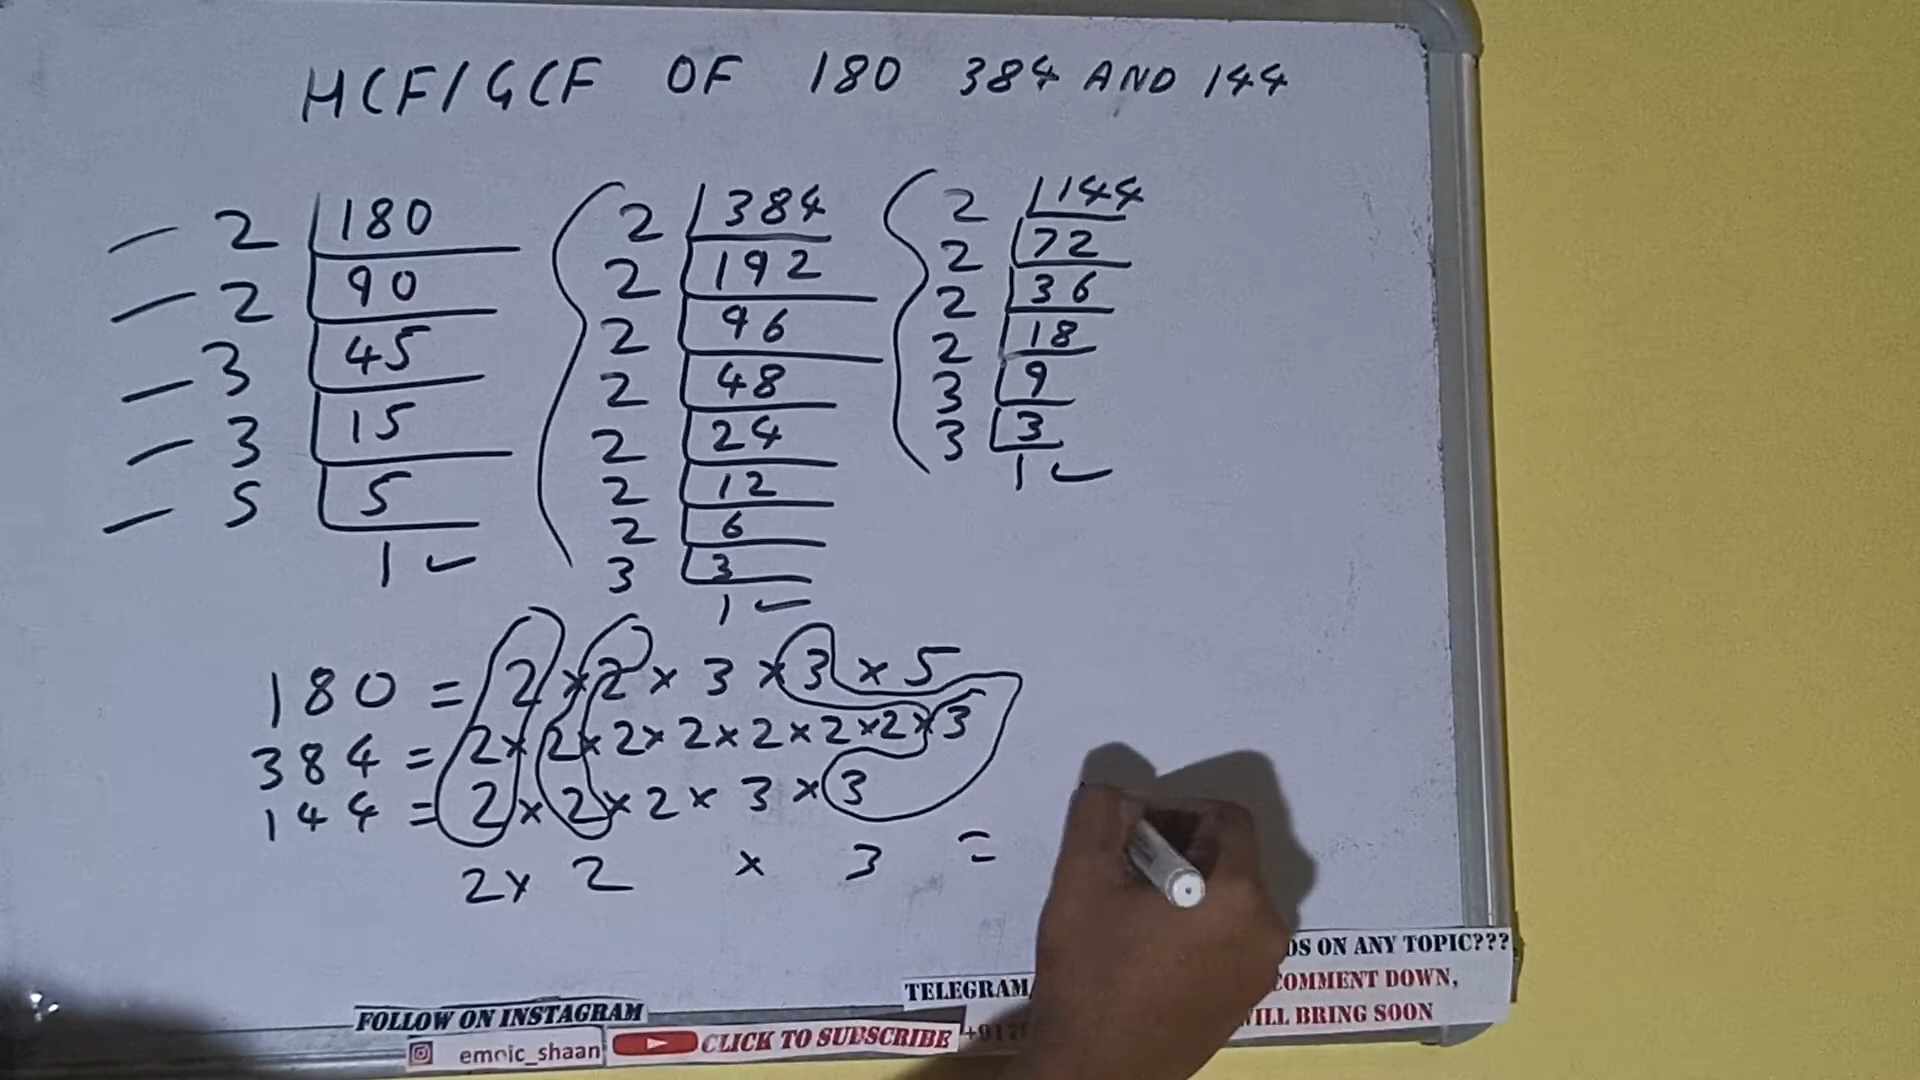 HCF/GCF OF 180 384 AND 144
2 180
2 90
3 45
3 15
5 5
1
2 384
2 192
2 96
2 48
2 24
2 12
2 6
3 3
1
2 144
2 72
2 36
2 18
3 9
3 3
1
180 = 2 × 2 × 3 × 3 × 5
384 = 2 × 2 × 2 × 2 × 2 × 2 × 2 × 3
144 = 2 × 2 × 2 × 3 × 3
2 × 2 × 3 =
ON ANY TOPIC???
TELEGRAM
COMMENT DOWN,
FOLLOW ON INSTAGRAM
WILL BRING SOON
emoic_shaan
CLICK TO SUBSCRIBE